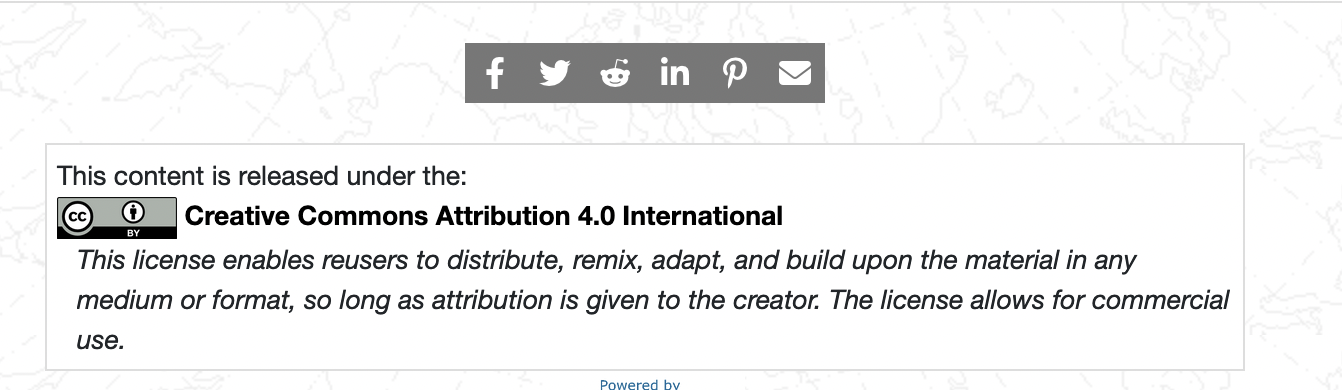 This content is released under the:
cc BY Creative Commons Attribution 4.0 International
This license enables reusers to distribute, remix, adapt, and build upon the material in any
medium or format, so long as attribution is given to the creator. The license allows for commercial
use.
Powered by